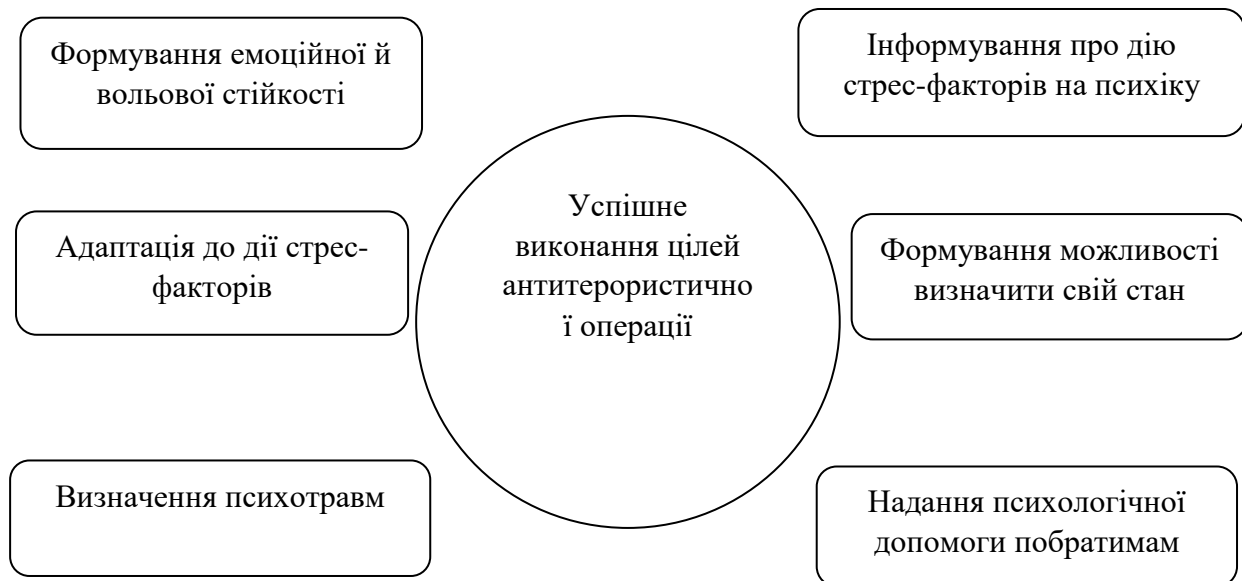 Формування емоційної й
вольової стійкості
Інформування про дію
стрес-факторів на психіку
Успішне
виконання цілей
антитерористично
ї операції
Адаптація до дії стрес-
факторів
Формування можливості
визначити свій стан
Визначення психотравм
Надання психологічної
допомоги побратимам